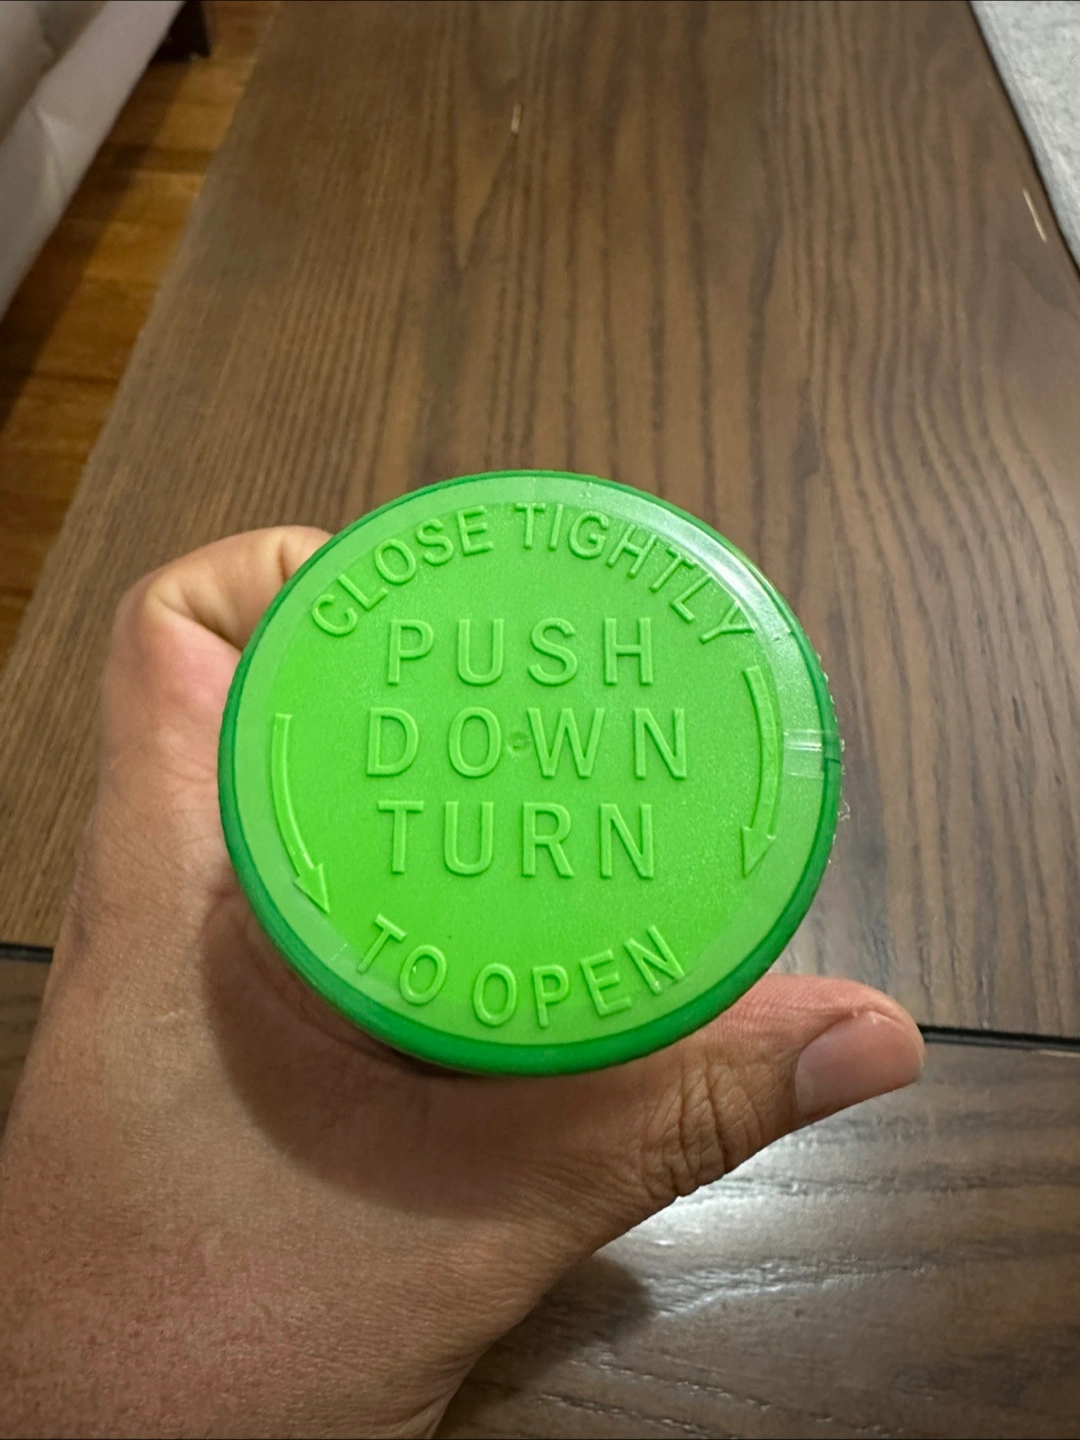 CLOSE TIGHTLY
PUSH
DOWN
TURN
TO OPEN